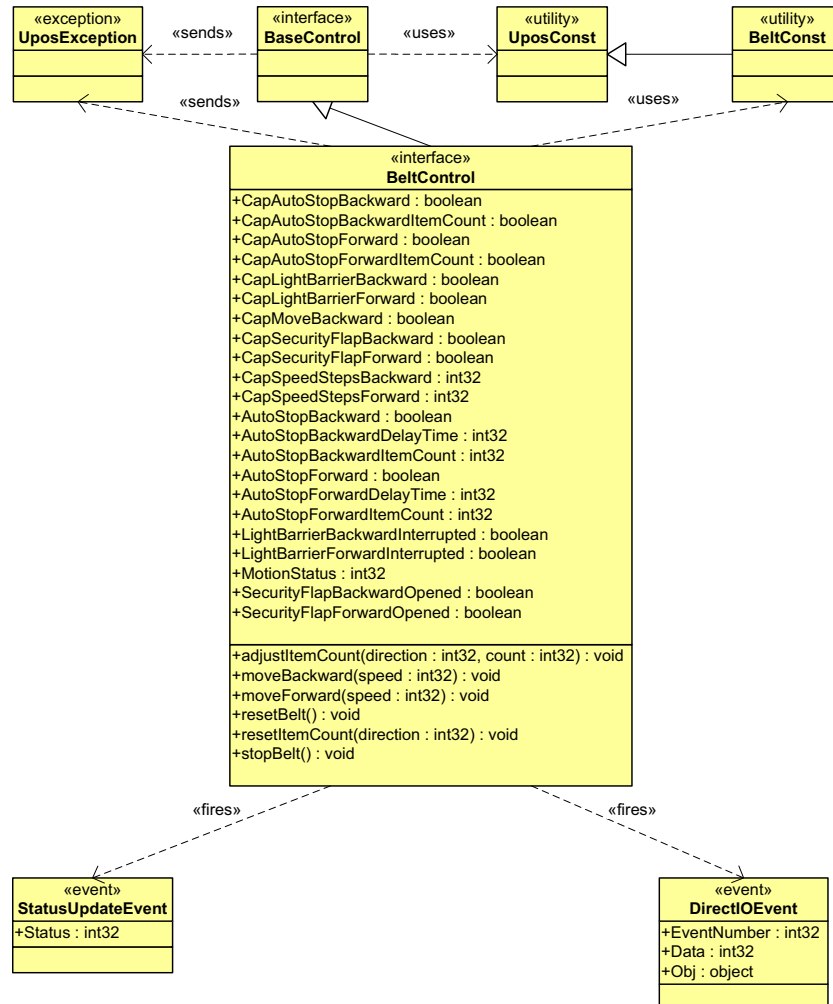 «exception»
UposException
«sends»
«interface»
BaseControl
«uses»
«utility»
UposConst
«utility»
BeltConst
«sends»
«uses»
«interface»
BeltControl
+CapAutoStopBackward : boolean
+CapAutoStopBackwardItemCount : boolean
+CapAutoStopForward : boolean
+CapAutoStopForwardItemCount : boolean
+CapLightBarrierBackward : boolean
+CapLightBarrierForward : boolean
+CapMoveBackward : boolean
+CapSecurityFlapBackward : boolean
+CapSecurityFlapForward : boolean
+CapSpeedStepsBackward : int32
+CapSpeedStepsForward : int32
+AutoStopBackward : boolean
+AutoStopBackwardDelayTime : int32
+AutoStopBackwardItemCount : int32
+AutoStopForward : boolean
+AutoStopForwardDelayTime : int32
+AutoStopForwardItemCount : int32
+LightBarrierBackwardInterrupted : boolean
+LightBarrierForwardInterrupted : boolean
+MotionStatus : int32
+SecurityFlapBackwardOpened : boolean
+SecurityFlapForwardOpened : boolean
+adjustItemCount(direction : int32, count : int32) : void
+moveBackward(speed : int32) : void
+moveForward(speed : int32) : void
+resetBelt() : void
+resetItemCount(direction : int32) : void
+stopBelt() : void
«fires»
«fires»
«event»
StatusUpdateEvent
+Status : int32
«event»
DirectIOEvent
+EventNumber : int32
+Data : int32
+Obj : object